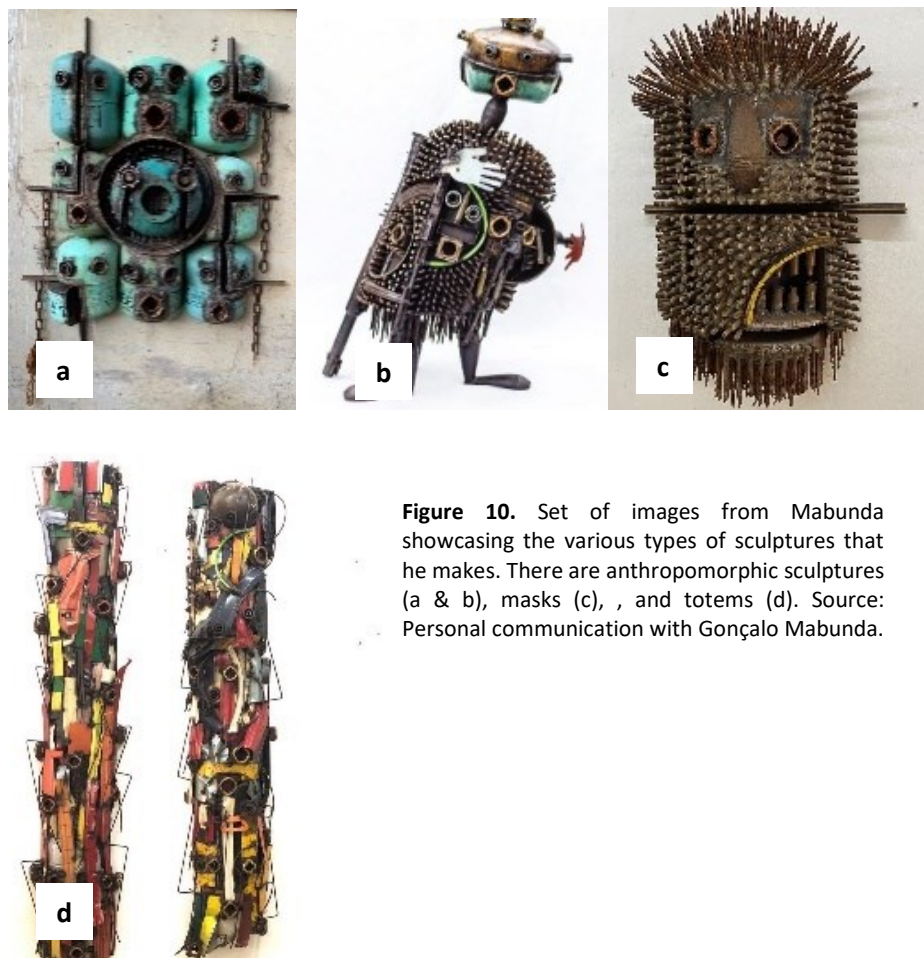 a
b
c
Figure 10. Set of images from Mabunda
showcasing the various types of sculptures that
he makes. There are anthropomorphic sculptures
(a & b), masks (c), , and totems (d). Source:
Personal communication with Gonçalo Mabunda.
d